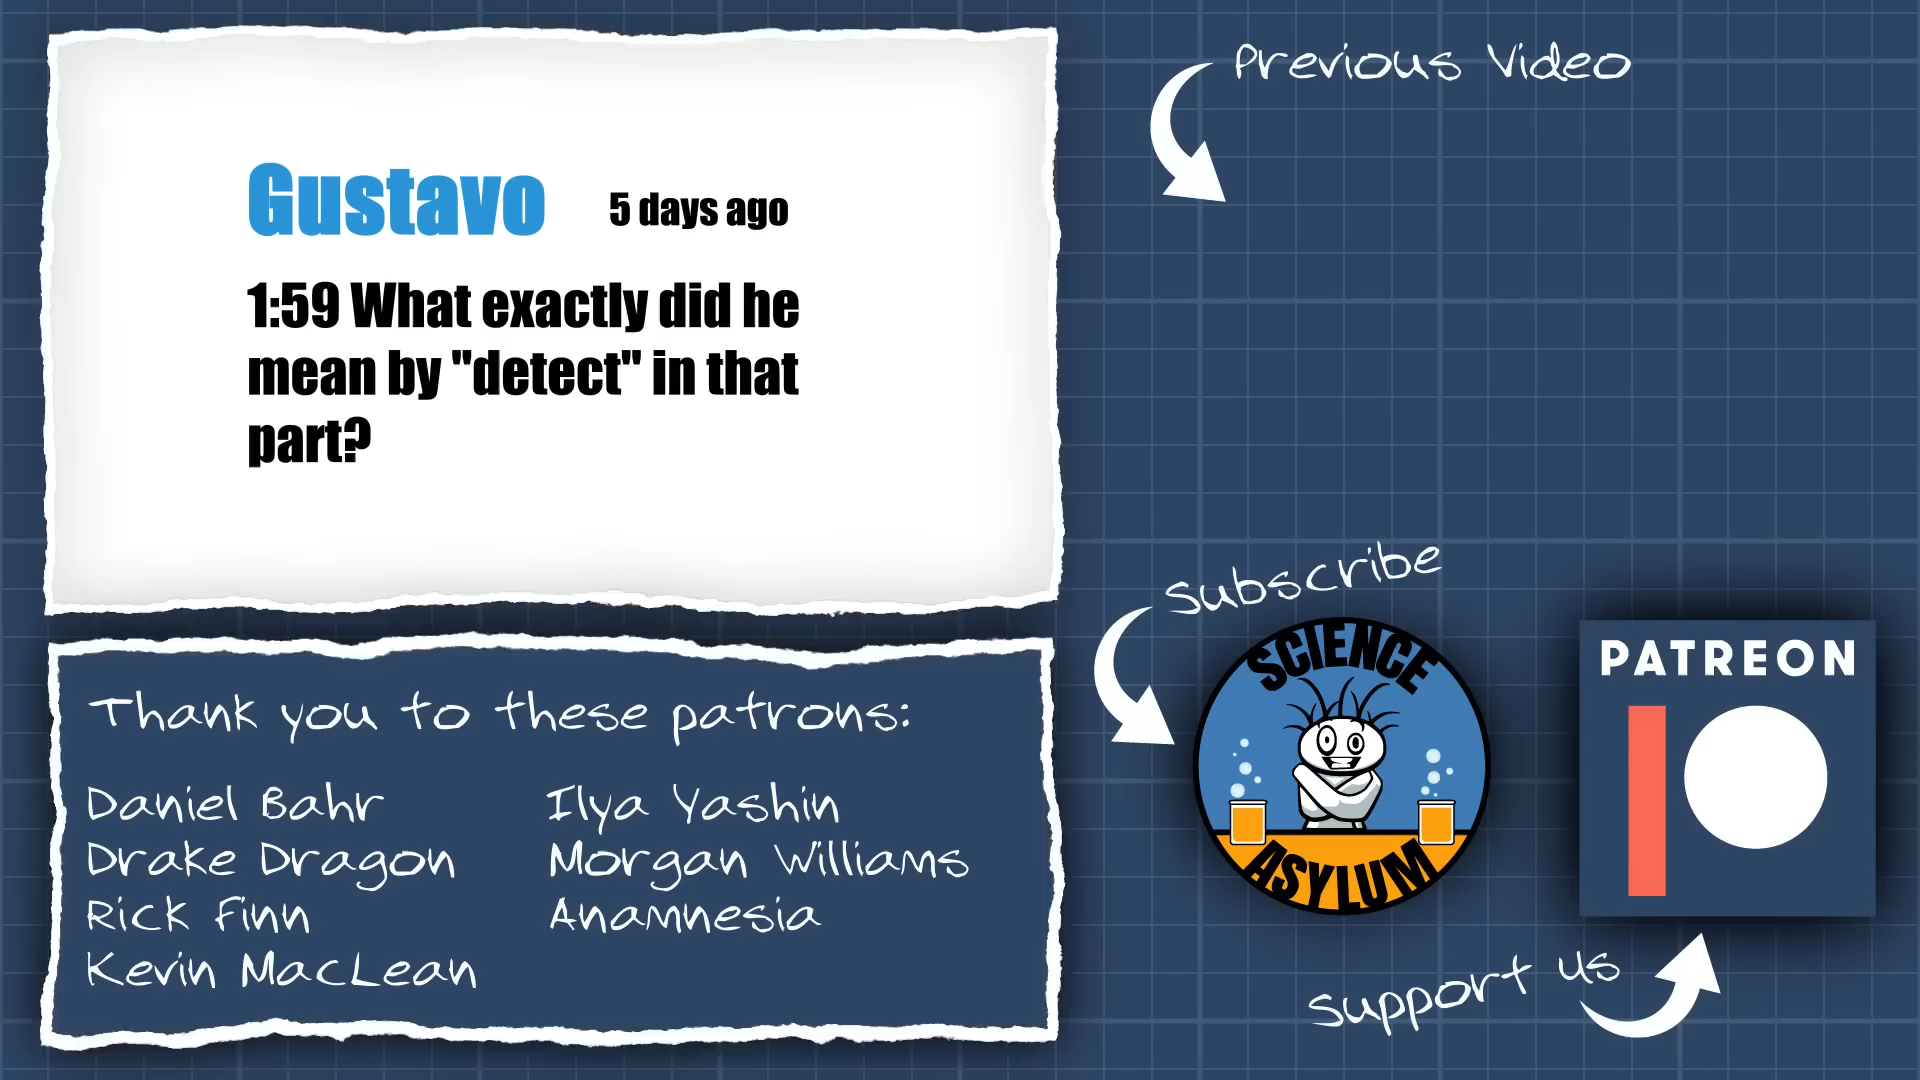 Gustavo 5 days ago
1:59 What exactly did he
mean by "detect" in that
part?
Thank you to these patrons:
Daniel Bahr
Drake Dragon
Rick Finn
Kevin MacLean
Ilya Yashin
Morgan Williams
Anamnesia
Previous Video
Subscribe
SCIENCE
ASYLUM
PATREON
Support us